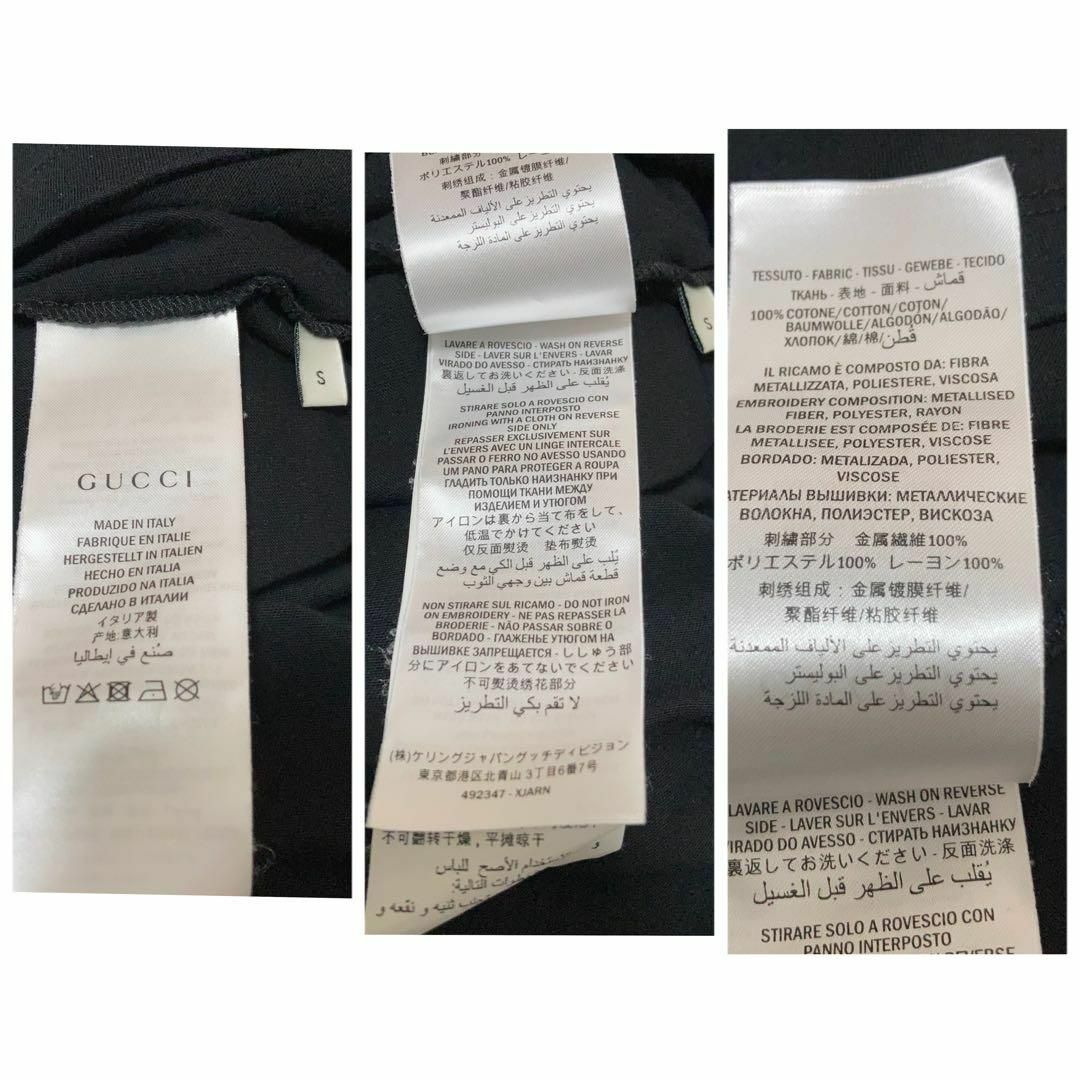 S
GUCCI
MADE IN ITALY
FABRIQUE EN ITALIE
HERGESTELLT IN ITALIEN
HECHO EN ITALIA
PRODUZIDO NA ITALIA
СДЕЛАНО В ИТАЛИИ
イタリア製
产地:意大利
صُنع في إيطاليا
刺繍部分
ポリエステル100% レー
刺绣组成：金属镀膜纤维/
聚酯纤维/粘胶纤维
يحتوي التطريز على الألياف الممعدنة
يحتوي التطريز على البوليستر
يحتوي التطريز على المادة اللزجة
S
LAVARE A ROVESCIO - WASH ON REVERSE
SIDE - LAVER SUR L'ENVERS - LAVAR
VIRADO DO AVESSO - СТИРАТЬ НАИЗНАНКУ
裏返してお洗いください - 反面洗涤
يُقلب على الظهر قبل الغسيل
STIRARE SOLO A ROVESCIO CON
PANNO INTERPOSTO
IRONING WITH A CLOTH ON REVERSE
SIDE ONLY
REPASSER EXCLUSIVEMENT SUR
L'ENVERS AVEC UN LINGE INTERCALE
PASSAR O FERRO NO AVESSO USANDO
UM PANO PARA PROTEGER A ROUPA
ГЛАДИТЬ ТОЛЬКО НАИЗНАНКУ ПРИ
ПОМОЩИ ТКАНИ МЕЖДУ
ИЗДЕЛИЕМ И УТЮГОМ
アイロンは裏から当て布をして、
低温でかけてください
仅反面熨烫 垫布熨烫
يُقلب على الظهر قبل الكي مع وضع
قطعة قماش بين وجهي الثوب
NON STIRARE SUL RICAMO - DO NOT IRON
ON EMBROIDERY - NE PAS REPASSER LA
BRODERIE - NÃO PASSAR SOBRE O
BORDADO - ГЛАЖЕНЬЕ УТЮГОМ НА
ВЫШИВКЕ ЗАПРЕЩАЕТСЯ - ししゅう部
分にアイロンをあてないでください
不可熨烫绣花部分
لا تقم بكي التطريز
(株)ケリングジャパングッチディビジョン
東京都港区北青山 3丁目6番7号
492347 - XJARN
不可翻转干燥，平摊晾干
الأصح للباس
التالية:
ثنيه و نقعه و
TESSUTO - FABRIC - TISSU - GEWEBE - TECIDO
ТКАНЬ - 表地 - 面料 - قماش
100% COTONE/COTTON/COTON/
BAUMWOLLE/ALGODÓN/ALGODÃO/
ХЛОПОК/綿/棉/قطن
IL RICAMO È COMPOSTO DA: FIBRA
METALLIZZATA, POLIESTERE, VISCOSA
EMBROIDERY COMPOSITION: METALLISED
FIBER, POLYESTER, RAYON
LA BRODERIE EST COMPOSÉE DE: FIBRE
METALLISEE, POLYESTER, VISCOSE
BORDADO: METALIZADA, POLIESTER,
VISCOSE
АТЕРИАЛЫ ВЫШИВКИ: МЕТАЛЛИЧЕСКИЕ
ВОЛОКНА, ПОЛИЭСТЕР, ВИСКОЗА
刺繍部分 金属繊維100%
ポリエステル100% レーヨン100%
刺绣组成：金属镀膜纤维/
聚酯纤维/粘胶纤维
يحتوي التطريز على الألياف الممعدنة
يحتوي التطريز على البوليستر
يحتوي التطريز على المادة اللزجة
LAVARE A ROVESCIO - WASH ON REVERSE
SIDE - LAVER SUR L'ENVERS - LAVAR
VIRADO DO AVESSO - СТИРАТЬ НАИЗНАНКУ
裏返してお洗いください - 反面洗涤
يُقلب على الظهر قبل الغسيل
STIRARE SOLO A ROVESCIO CON
PANNO INTERPOSTO